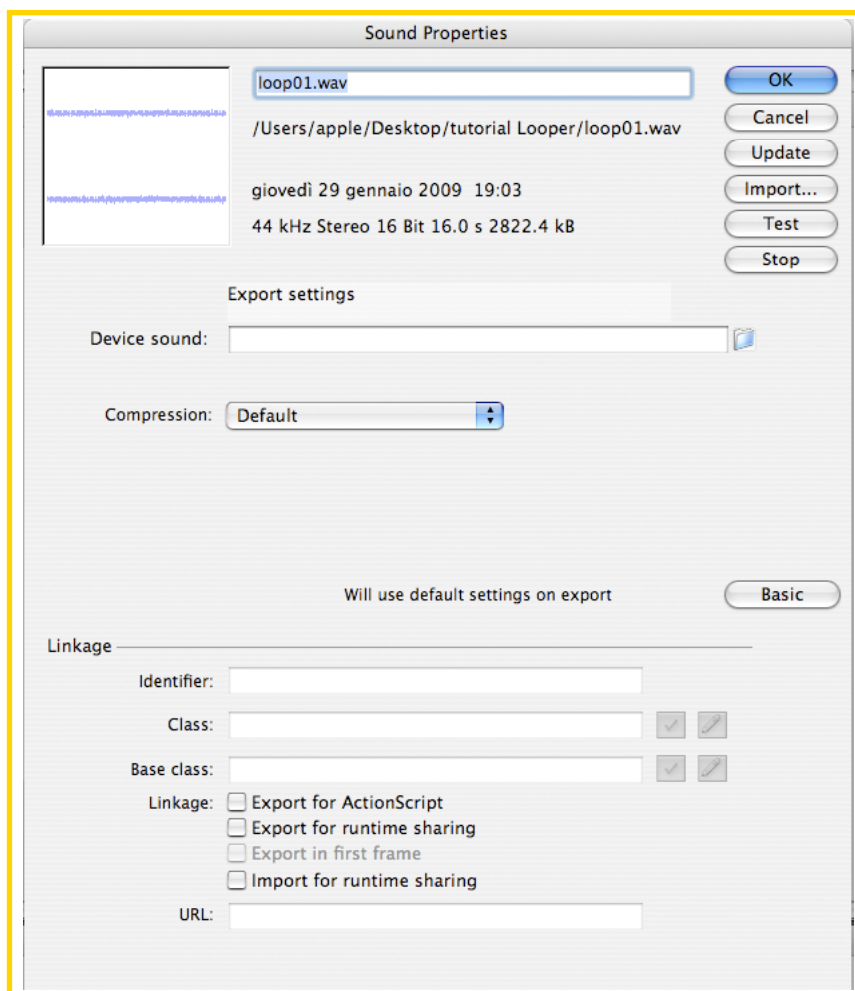 Sound Properties
loop01.wav
OK
/Users/apple/Desktop/tutorial Looper/loop01.wav
Cancel
Update
giovedì 29 gennaio 2009 19:03
Import...
44 kHz Stereo 16 Bit 16.0 s 2822.4 kB
Test
Stop
Export settings
Device sound:
Compression: Default
Will use default settings on export
Basic
Linkage
Identifier:
Class:
Base class:
Linkage: Export for ActionScript
Export for runtime sharing
Export in first frame
Import for runtime sharing
URL: